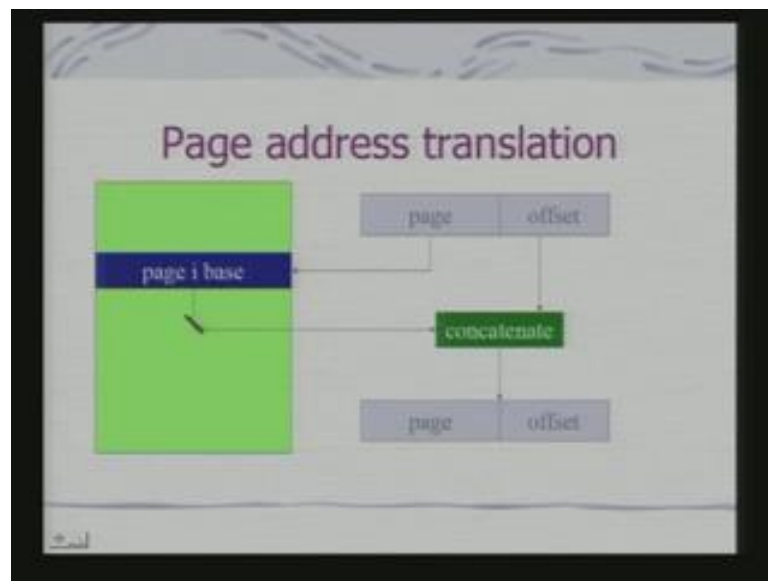 Page address translation
page offset
page i base
concatenate
page offset